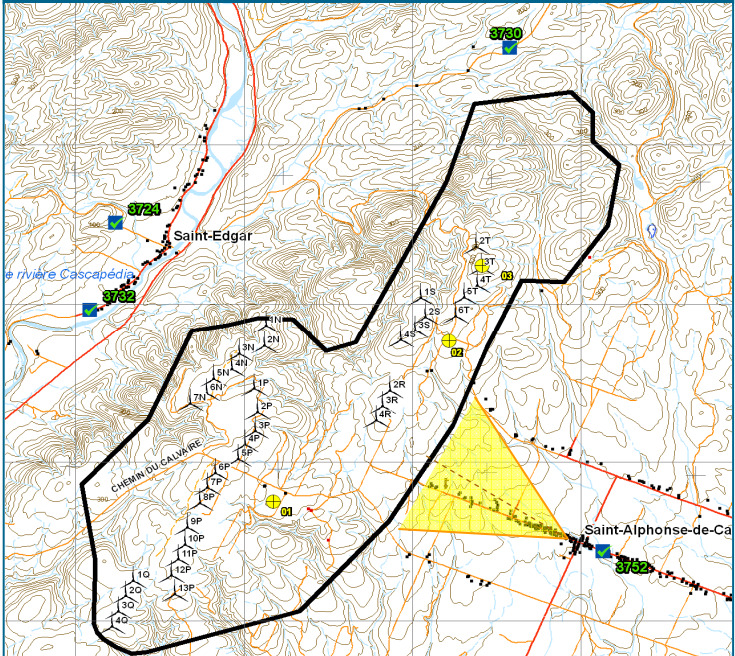 3730
3724
Saint-Edgar
2T
3T
4T
03
e rivière Cascapédia
3732
1S
5T
2S
6T
3S
4S
1N
2N
02
3N
4N
5N
6N
7N
1P
2R
3R
4R
2P
3P
4P
5P
CHEMIN DU CALVAIRE
6P
7P
8P
300
01
9P
10P
11P
12P
13P
Saint-Alphonse-de-Ca
3752
1Q
2Q
3Q
4Q